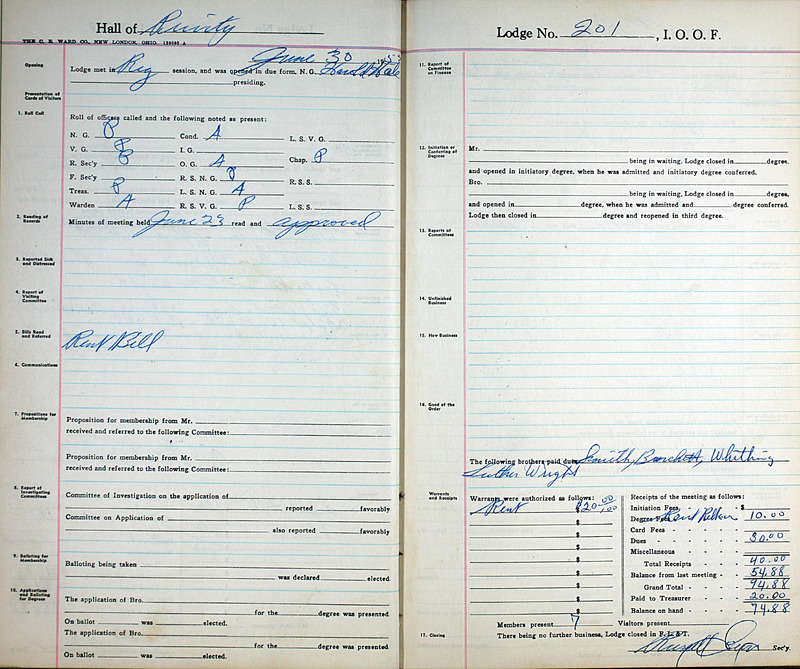 Hall of
THE C. E. WARD CO., NEW LONDON, OHIO.
Opening
June 30
Lodge met in Reg session, and was opened in due form, N. G.
presiding.
Presentation of Cards of Visitors
1. Roll Call
Roll of officers called and the following noted as present:
N. G. P Cond. A L. S. V. G.
V. G. P I. G.
R. Sec'y P O. G. A Chap. P
F. Sec'y R. S. N. G. P R. S. S.
Treas. P L. S. N. G. A
Warden A R. S. V. G. P L. S. S.
2. Reading of Records
Minutes of meeting held June 23 read and approved
3. Reported Sick and Distressed
4. Report of Visiting Committee
5. Bills Read and Referred
Rent Bill
6. Communications
7. Propositions for Membership
Proposition for membership from Mr.
received and referred to the following Committee:
Proposition for membership from Mr.
received and referred to the following Committee:
8. Report of Investigating Committee
Committee of Investigation on the application of
reported favorably
Committee on Application of
also reported favorably
9. Balloting for Membership
Balloting being taken
was declared elected.
10. Applications and Balloting for Degrees
The application of Bro.
for the degree was presented.
On ballot was elected.
The application of Bro.
for the degree was presented.
On ballot was elected.
Lodge No. 201, I. O. O. F.
11. Report of Committee on Finance
12. Initiation or Conferring of Degrees
Mr.
being in waiting, Lodge closed in degree,
and opened in initiatory degree, when he was admitted and initiatory degree conferred.
Bro.
being in waiting, Lodge closed in degree,
and opened in degree, when he was admitted and degree conferred.
Lodge then closed in degree and reopened in third degree.
13. Reports of Committees
14. Unfinished Business
15. New Business
16. Good of the Order
The following brothers paid dues Smith, Whithing
Luther Wright
Warrants and Receipts
Warrants were authorized as follows:
Rent $20.00
$
$
$
$
$
$
$
Receipts of the meeting as follows:
Initiation Fees $
Degree Fees 10.00
Card Fees
Dues 30.00
Miscellaneous
Total Receipts 40.00
Balance from last meeting 54.88
Grand Total 94.88
Paid to Treasurer 20.00
Balance on hand 74.88
Members present 7 Visitors present
17. Closing
There being no further business, Lodge closed in F. L. & T.
Sec'y.